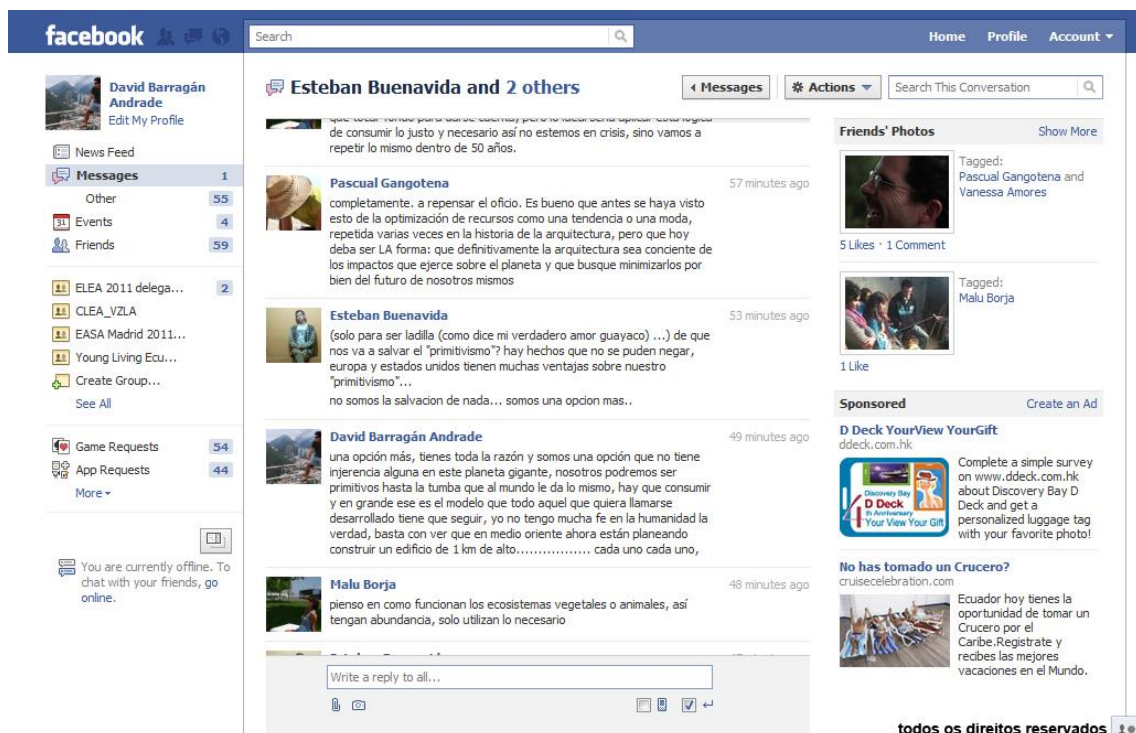 facebook
Search
Home Profile Account
David Barragán
Andrade
Edit My Profile
News Feed
Messages 1
Other 55
Events 4
Friends 59
ELEA 2011 delega... 2
CLEA_VZLA
EASA Madrid 2011...
Young Living Ecu...
Create Group...
See All
Game Requests 54
App Requests 44
More
You are currently offline. To
chat with your friends, go
online.
Esteban Buenavida and 2 others
Messages
Actions
Search This Conversation
de consumir lo justo y necesario así no estemos en crisis, sino vamos a
repetir lo mismo dentro de 50 años.
Pascual Gangotena 57 minutes ago
completamente. a repensar el oficio. Es bueno que antes se haya visto
esto de la optimización de recursos como una tendencia o una moda,
repetida varias veces en la historia de la arquitectura, pero que hoy
deba ser LA forma: que definitivamente la arquitectura sea conciente de
los impactos que ejerce sobre el planeta y que busque minimizarlos por
bien del futuro de nosotros mismos
Esteban Buenavida 53 minutes ago
(solo para ser ladilla (como dice mi verdadero amor guayaco) ...) de que
nos va a salvar el "primitivismo"? hay hechos que no se puden negar,
europa y estados unidos tienen muchas ventajas sobre nuestro
"primitivismo"...
no somos la salvacion de nada... somos una opcion mas..
David Barragán Andrade 49 minutes ago
una opción más, tienes toda la razón y somos una opción que no tiene
injerencia alguna en este planeta gigante, nosotros podremos ser
primitivos hasta la tumba que al mundo le da lo mismo, hay que consumir
y en grande ese es el modelo que todo aquel que quiera llamarse
desarrollado tiene que seguir, yo no tengo mucha fe en la humanidad la
verdad, basta con ver que en medio oriente ahora están planeando
construir un edificio de 1 km de alto................. cada uno cada uno,
Malu Borja 48 minutes ago
pienso en como funcionan los ecosistemas vegetales o animales, así
tengan abundancia, solo utilizan lo necesario
Write a reply to all...
Friends' Photos Show More
Tagged:
Pascual Gangotena and
Vanessa Amores
5 Likes · 1 Comment
Tagged:
Malu Borja
1 Like
Sponsored Create an Ad
D Deck YourView YourGift
ddeck.com.hk
Discovery Bay
D Deck
4th Anniversary
Your View Your Gift
Complete a simple survey
on www.ddeck.com.hk
about Discovery Bay D
Deck and get a
personalized luggage tag
with your favorite photo!
No has tomado un Crucero?
cruisecelebration.com
Ecuador hoy tienes la
oportunidad de tomar un
Crucero por el
Caribe.Registrate y
recibes las mejores
vacaciones en el Mundo.
todos os direitos reservados